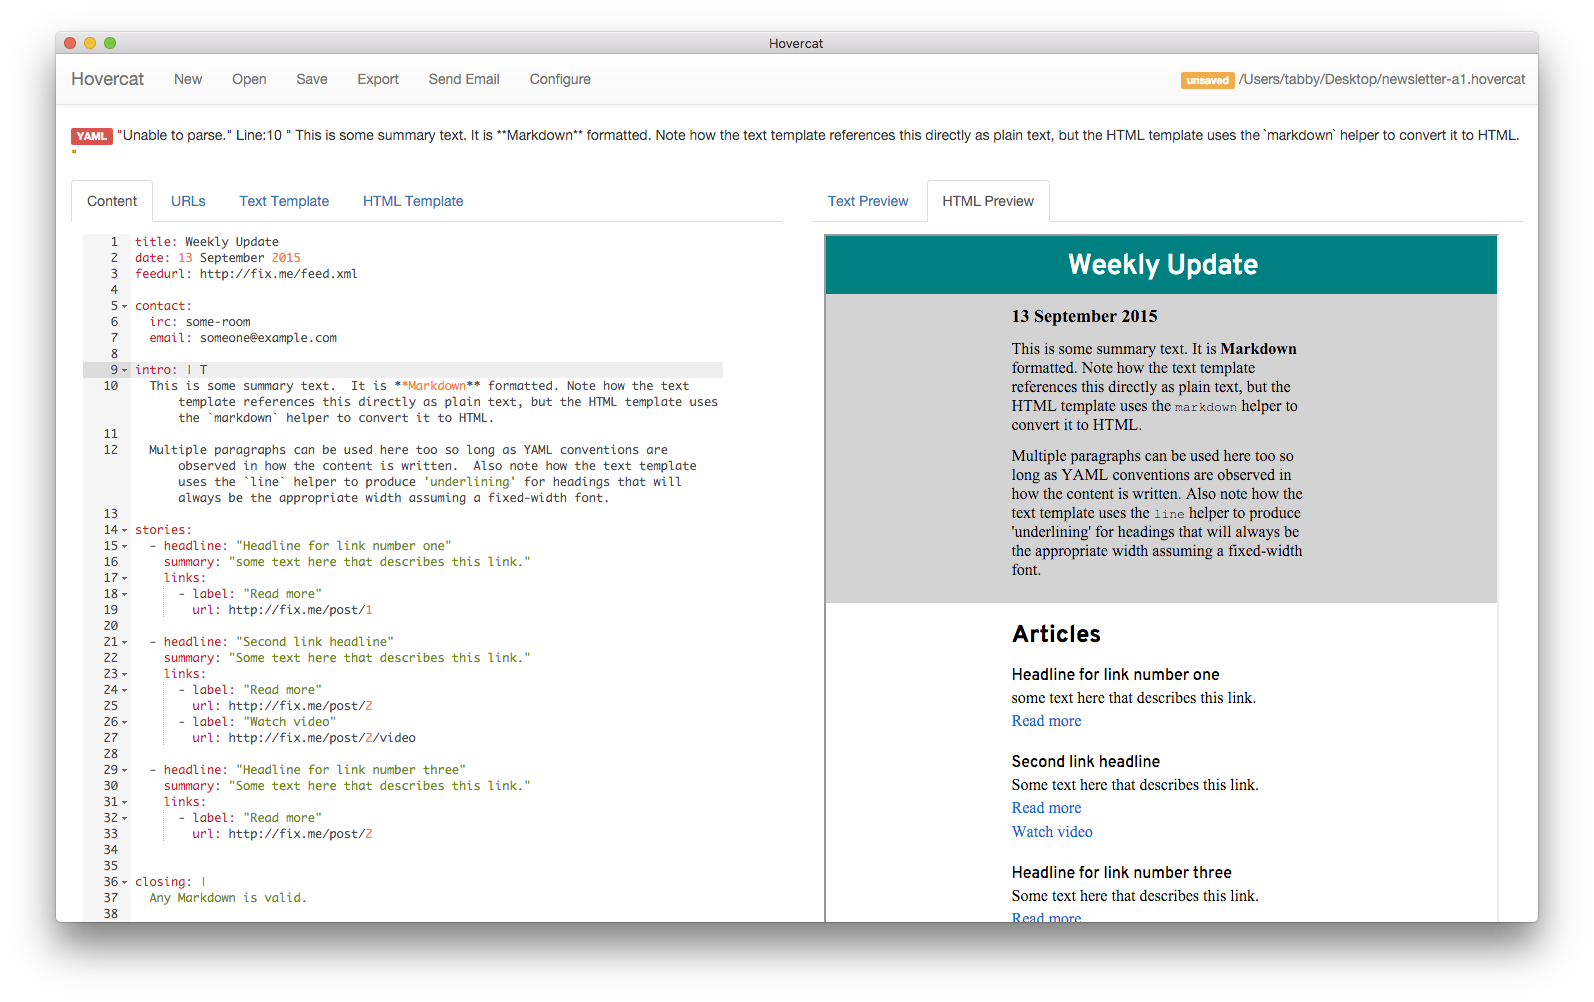 Hovercat
Hovercat New Open Save Export Send Email Configure unsaved /Users/tabby/Desktop/newsletter-a1.hovercat
YAML "Unable to parse." Line:10 " This is some summary text. It is **Markdown** formatted. Note how the text template references this directly as plain text, but the HTML template uses the `markdown` helper to convert it to HTML.
"
Content URLs Text Template HTML Template
1 title: Weekly Update
2 date: 13 September 2015
3 feedurl: http://fix.me/feed.xml
4
5 contact:
6 irc: some-room
7 email: someone@example.com
8
9 intro: | T
10 This is some summary text.  It is **Markdown** formatted. Note how the text
template references this directly as plain text, but the HTML template uses
the `markdown` helper to convert it to HTML.
11
12 Multiple paragraphs can be used here too so long as YAML conventions are
observed in how the content is written.  Also note how the text template
uses the `line` helper to produce 'underlining' for headings that will
always be the appropriate width assuming a fixed-width font.
13
14 stories:
15 - headline: "Headline for link number one"
16 summary: "some text here that describes this link."
17 links:
18 - label: "Read more"
19 url: http://fix.me/post/1
20
21 - headline: "Second link headline"
22 summary: "Some text here that describes this link."
23 links:
24 - label: "Read more"
25 url: http://fix.me/post/2
26 - label: "Watch video"
27 url: http://fix.me/post/2/video
28
29 - headline: "Headline for link number three"
30 summary: "Some text here that describes this link."
31 links:
32 - label: "Read more"
33 url: http://fix.me/post/2
34
35
36 closing: |
37 Any Markdown is valid.
38
Text Preview HTML Preview
Weekly Update
13 September 2015
This is some summary text. It is Markdown
formatted. Note how the text template
references this directly as plain text, but the
HTML template uses the markdown helper to
convert it to HTML.
Multiple paragraphs can be used here too so
long as YAML conventions are observed in
how the content is written. Also note how the
text template uses the line helper to produce
'underlining' for headings that will always be
the appropriate width assuming a fixed-width
font.
Articles
Headline for link number one
some text here that describes this link.
Read more
Second link headline
Some text here that describes this link.
Read more
Watch video
Headline for link number three
Some text here that describes this link.
Read more